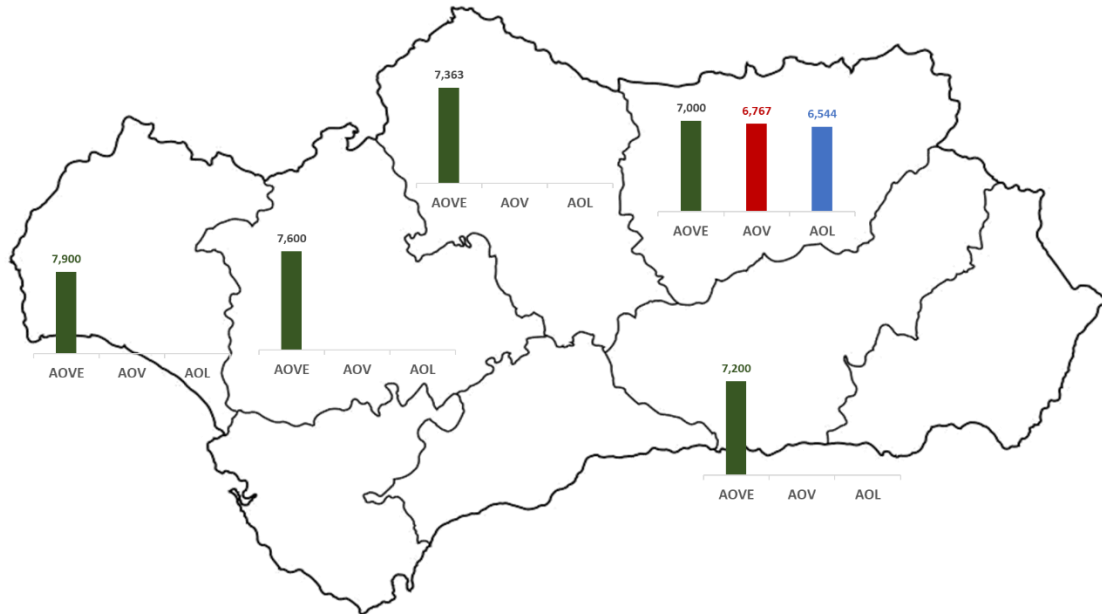 7,363
AOVE AOV AOL
7,000 6,767 6,544
AOVE AOV AOL
7,600
AOVE AOV AOL
7,900
AOVE AOV AOL
7,200
AOVE AOV AOL